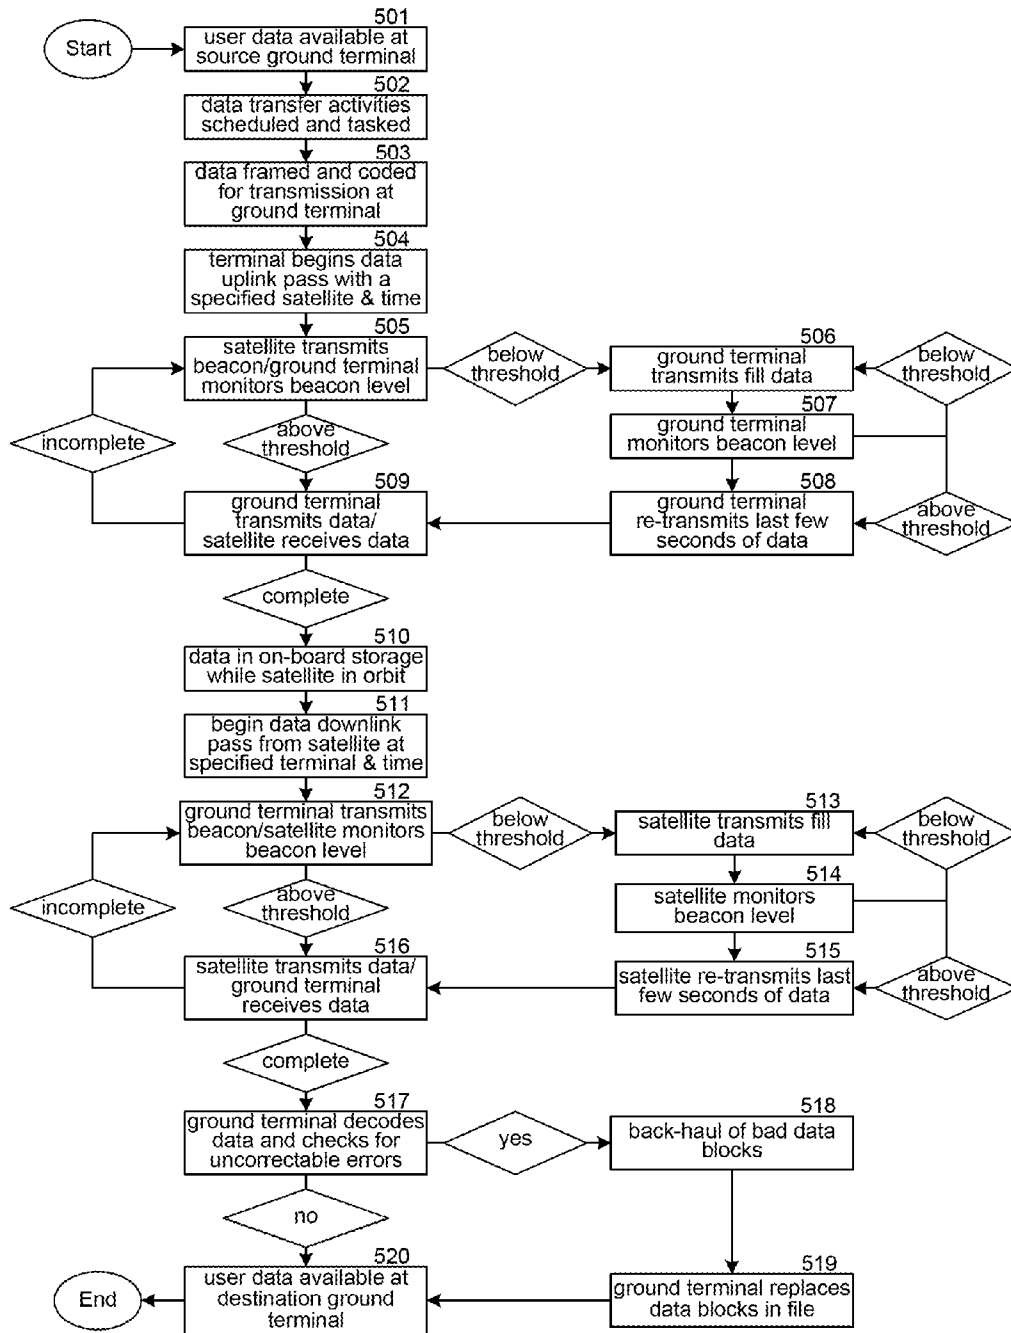 501
Start
user data available at
source ground terminal
502
data transfer activities
scheduled and tasked
503
data framed and coded
for transmission at
ground terminal
504
terminal begins data
uplink pass with a
specified satellite & time
505
satellite transmits
beacon/ground terminal
monitors beacon level
below
threshold
506
ground terminal
transmits fill data
below
threshold
507
ground terminal
monitors beacon level
incomplete
above
threshold
508
ground terminal
re-transmits last few
seconds of data
above
threshold
509
ground terminal
transmits data/
satellite receives data
complete
510
data in on-board storage
while satellite in orbit
511
begin data downlink
pass from satellite at
specified terminal & time
512
ground terminal transmits
beacon/satellite monitors
beacon level
below
threshold
513
satellite transmits fill
data
below
threshold
514
satellite monitors
beacon level
incomplete
above
threshold
515
satellite re-transmits last
few seconds of data
above
threshold
516
satellite transmits data/
ground terminal
receives data
complete
517
ground terminal decodes
data and checks for
uncorrectable errors
yes
518
back-haul of bad data
blocks
no
519
ground terminal replaces
data blocks in file
520
user data available at
destination ground
terminal
End